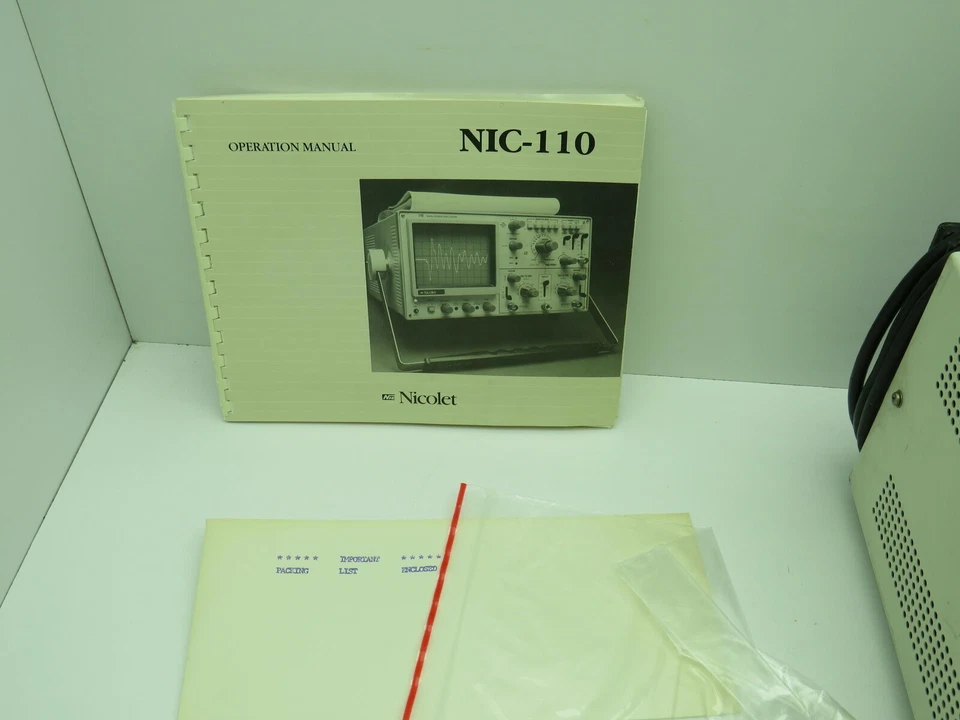 OPERATION MANUAL
NIC-110
Nicolet
***** IMPORTANT *****
PACKING LIST ENCLOSED